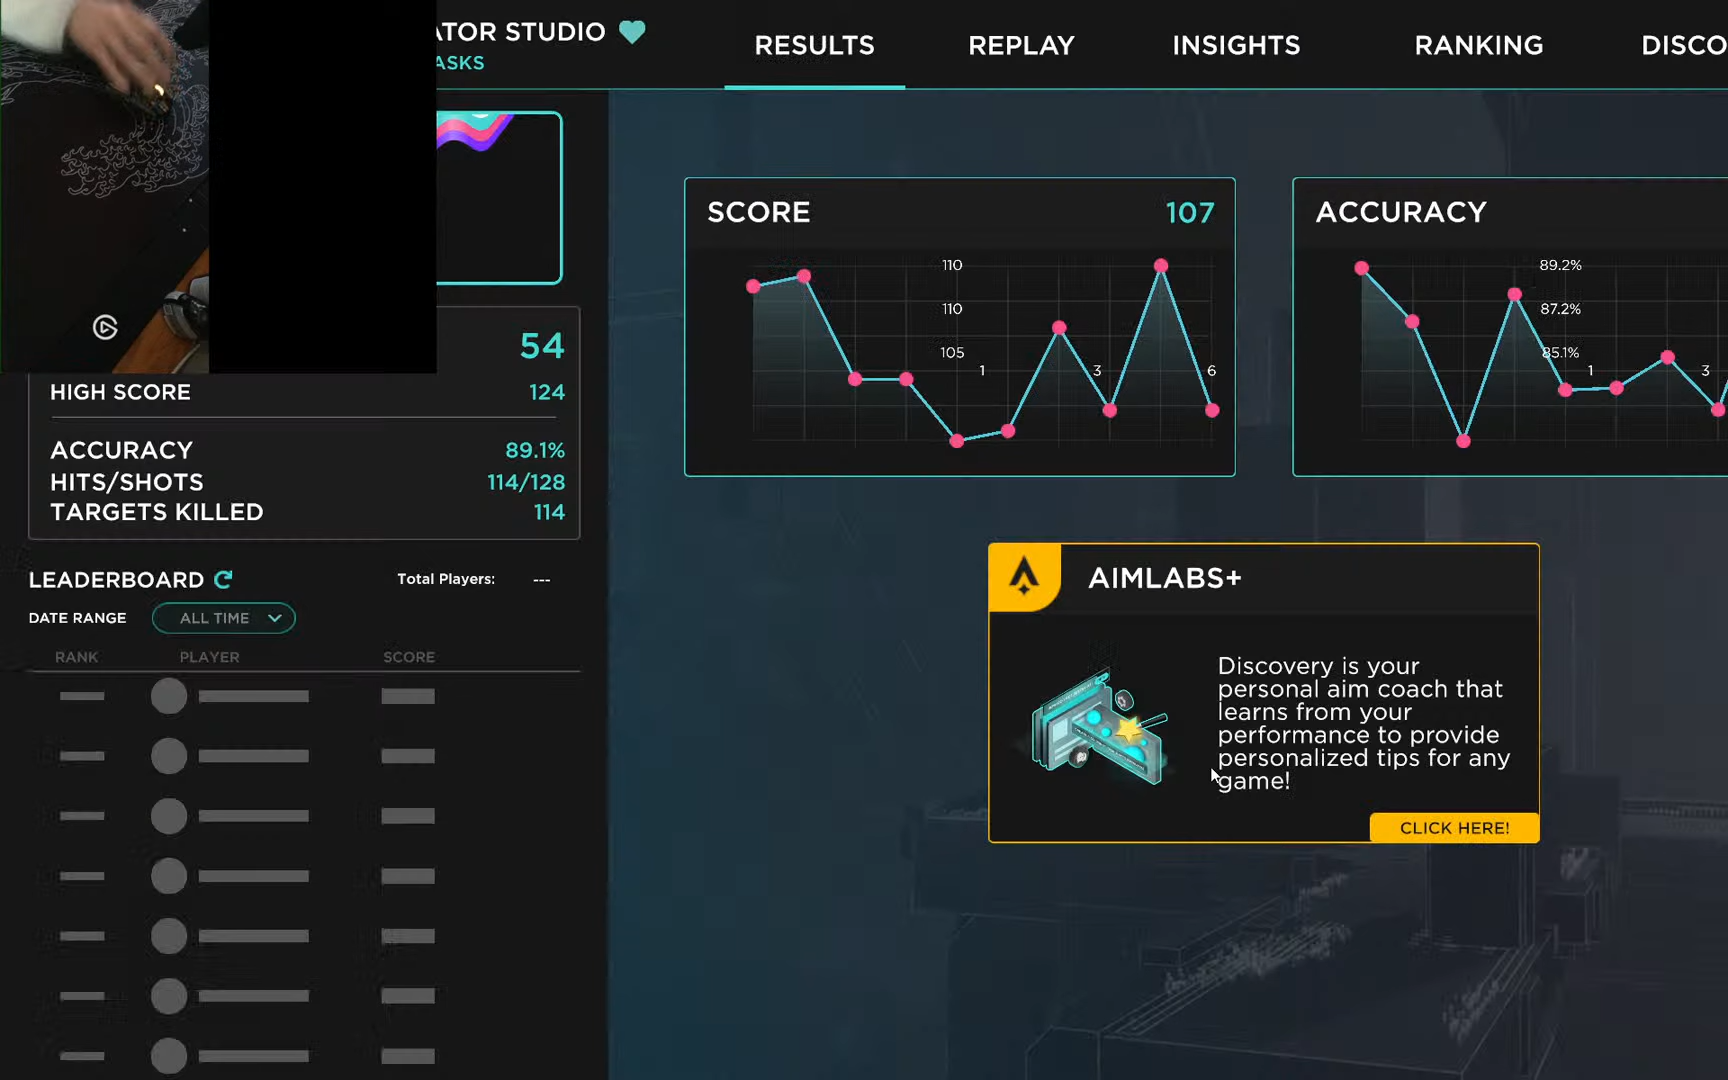 ATOR STUDIO
ASKS
RESULTS
REPLAY
INSIGHTS
RANKING
DISCO
54
HIGH SCORE 124
ACCURACY 89.1%
HITS/SHOTS 114/128
TARGETS KILLED 114
LEADERBOARD
Total Players: ---
DATE RANGE
ALL TIME
RANK PLAYER SCORE
SCORE 107
110
110
105
1 3 6
ACCURACY
89.2%
87.2%
85.1%
1 3
AIMLABS+
Discovery is your
personal aim coach that
learns from your
performance to provide
personalized tips for any
game!
CLICK HERE!